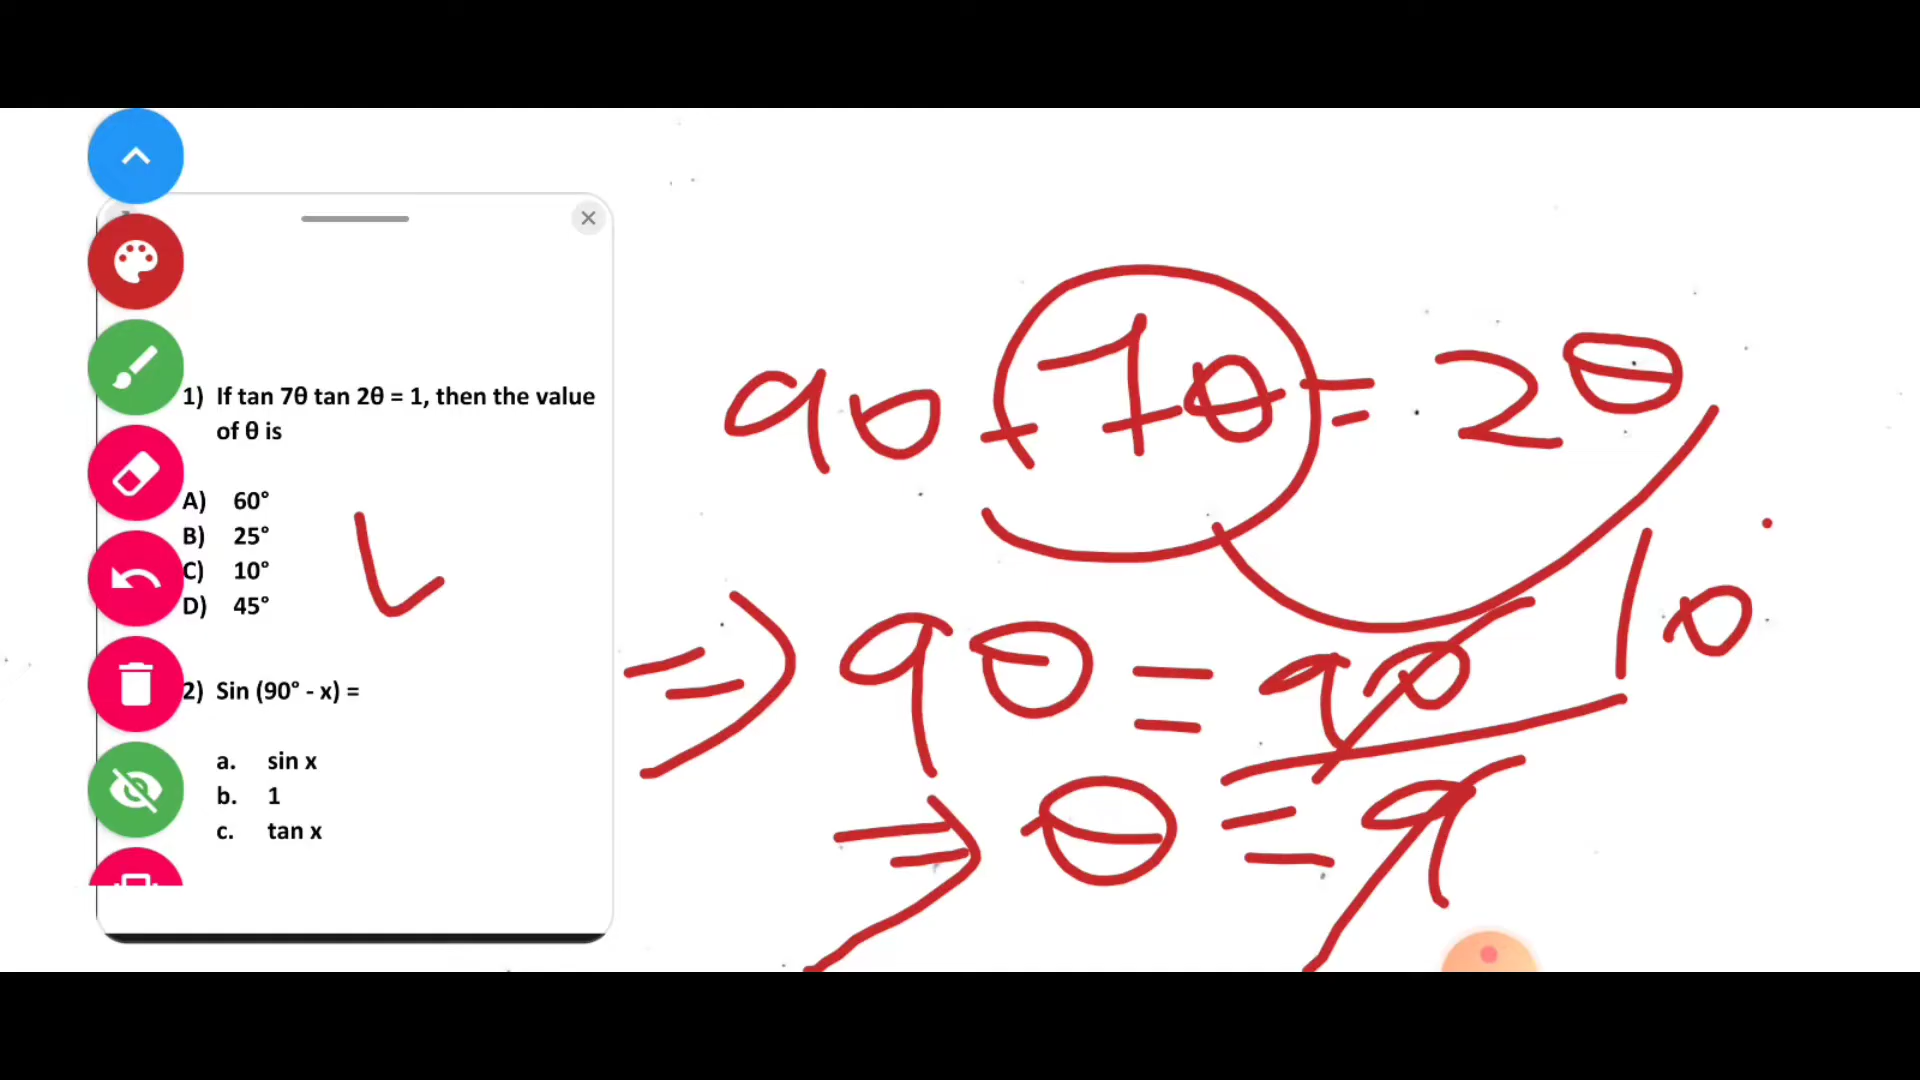 1) If tan 7θ tan 2θ = 1, then the value
of θ is
A) 60°
B) 25°
C) 10°
D) 45°
2) Sin (90° - x) =
a. sin x
b. 1
c. tan x
90 - 7θ = 2θ
⇒ 9θ = 90 10
⇒ θ = 9